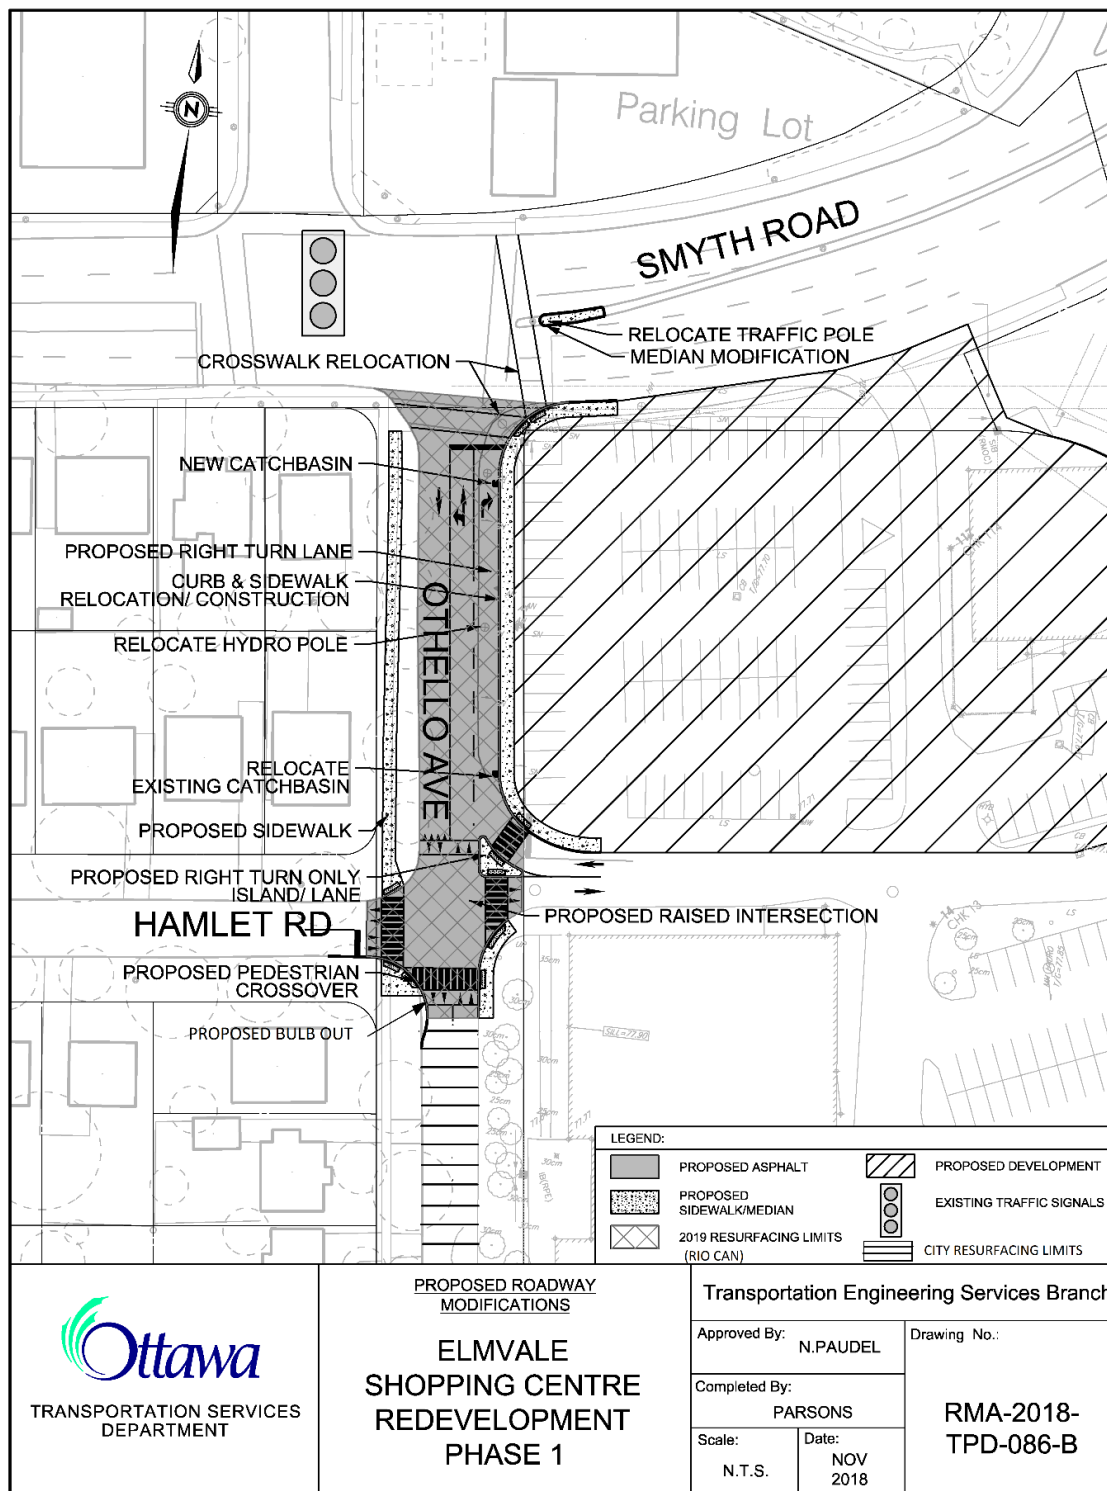 N
Parking Lot
SMYTH ROAD
RELOCATE TRAFFIC POLE
MEDIAN MODIFICATION
CROSSWALK RELOCATION
NEW CATCHBASIN
PROPOSED RIGHT TURN LANE
CURB & SIDEWALK
RELOCATION/ CONSTRUCTION
RELOCATE HYDRO POLE
OTHELLO AVE
RELOCATE
EXISTING CATCHBASIN
PROPOSED SIDEWALK
PROPOSED RIGHT TURN ONLY
ISLAND/ LANE
HAMLET RD
PROPOSED RAISED INTERSECTION
PROPOSED PEDESTRIAN
CROSSOVER
PROPOSED BULB OUT
LEGEND:
PROPOSED ASPHALT
PROPOSED DEVELOPMENT
PROPOSED
SIDEWALK/MEDIAN
EXISTING TRAFFIC SIGNALS
2019 RESURFACING LIMITS
(RIO CAN)
CITY RESURFACING LIMITS
Ottawa
TRANSPORTATION SERVICES
DEPARTMENT
PROPOSED ROADWAY
MODIFICATIONS
ELMVALE
SHOPPING CENTRE
REDEVELOPMENT
PHASE 1
Transportation Engineering Services Branch
Approved By:
N.PAUDEL
Drawing No.:
Completed By:
PARSONS
RMA-2018-
TPD-086-B
Scale:
N.T.S.
Date:
NOV
2018